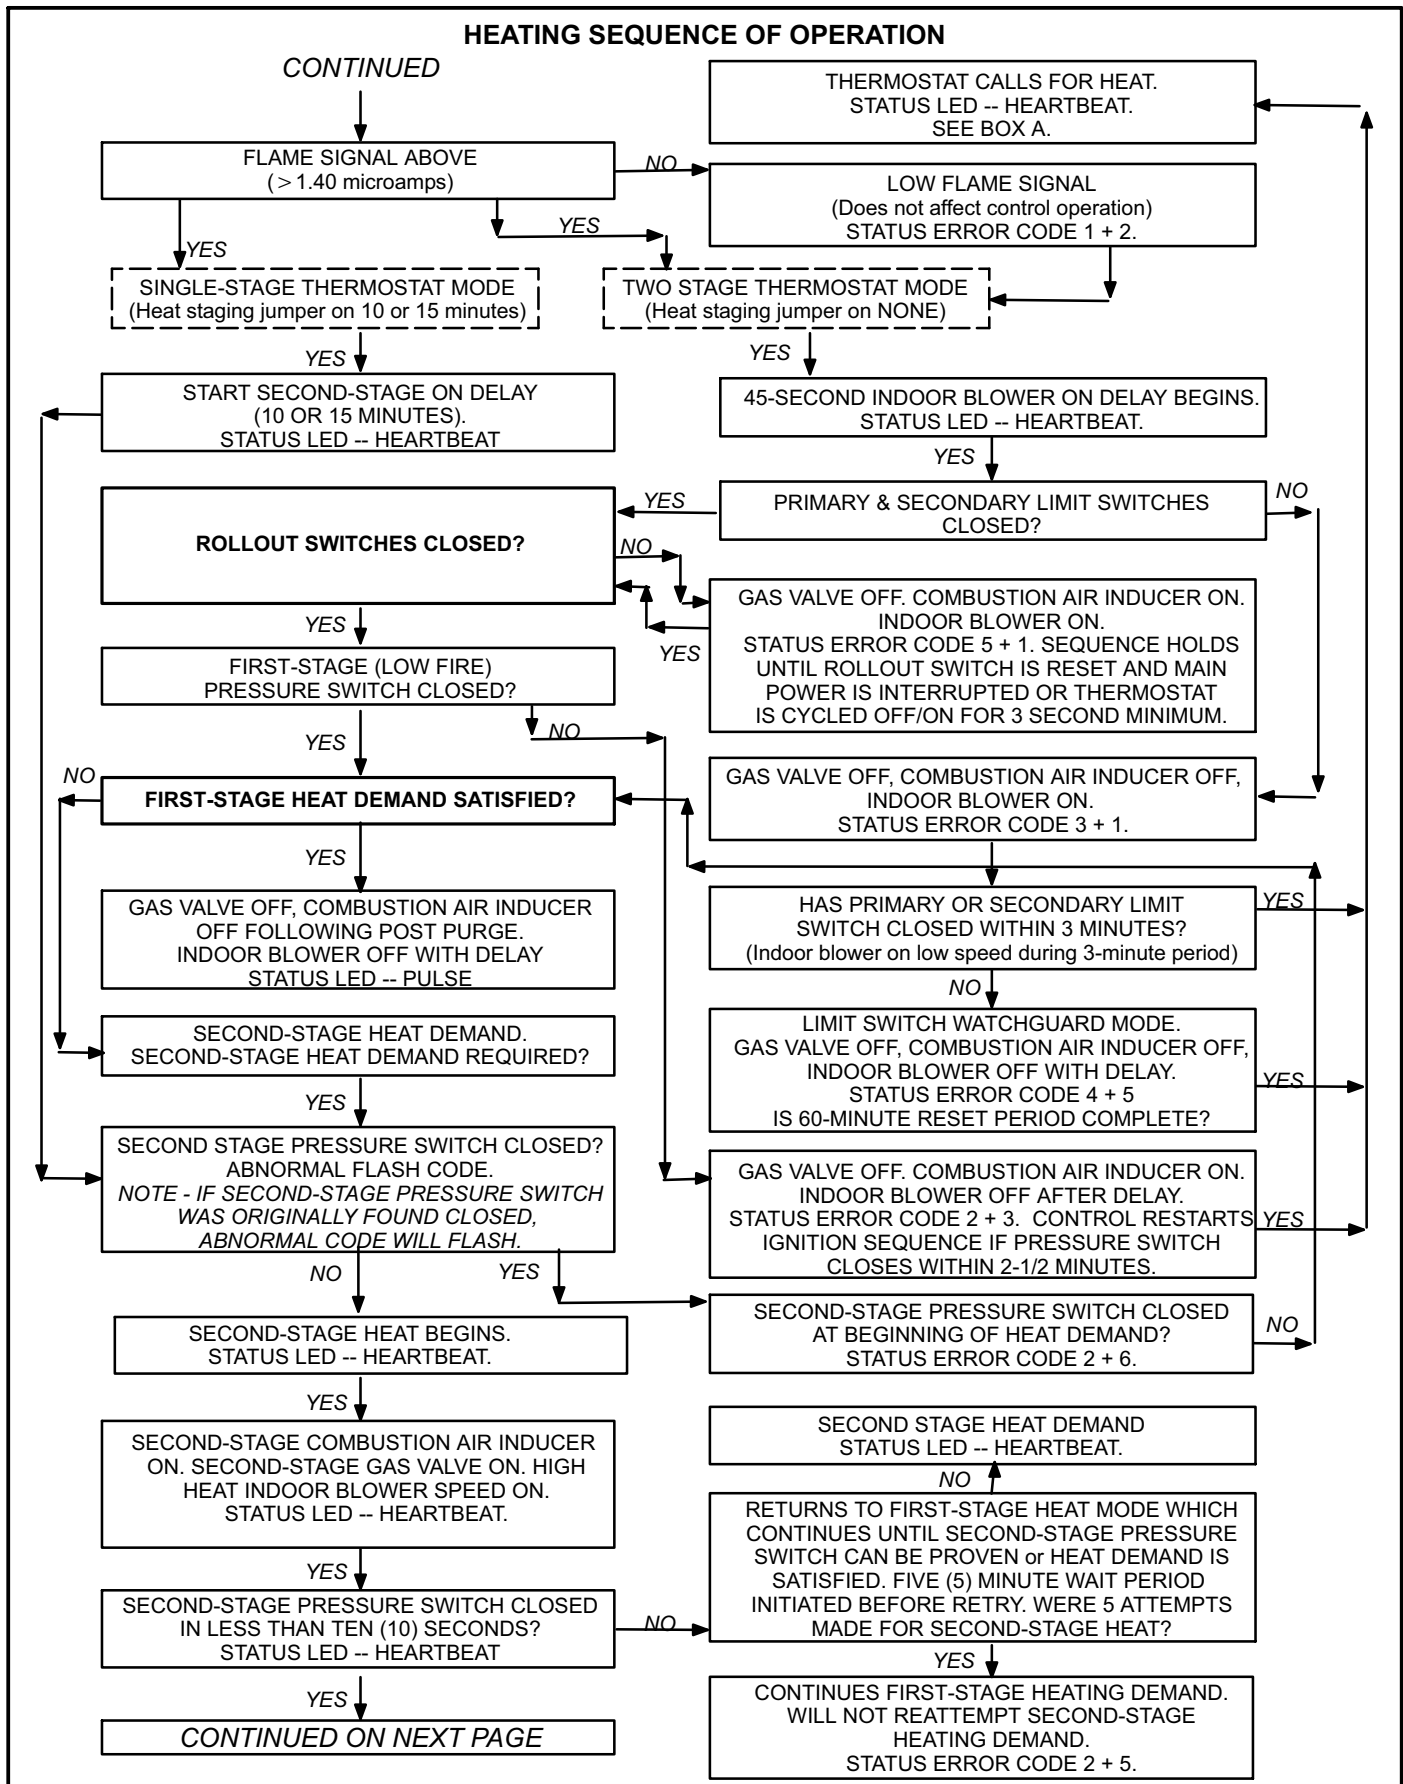 HEATING SEQUENCE OF OPERATION
CONTINUED
THERMOSTAT CALLS FOR HEAT.
STATUS LED -- HEARTBEAT.
SEE BOX A.
FLAME SIGNAL ABOVE
(>1.40 microamps)
NO
LOW FLAME SIGNAL
(Does not affect control operation)
STATUS ERROR CODE 1 + 2.
YES
YES
SINGLE-STAGE THERMOSTAT MODE
(Heat staging jumper on 10 or 15 minutes)
TWO STAGE THERMOSTAT MODE
(Heat staging jumper on NONE)
YES
YES
START SECOND-STAGE ON DELAY
(10 OR 15 MINUTES).
STATUS LED -- HEARTBEAT
45-SECOND INDOOR BLOWER ON DELAY BEGINS.
STATUS LED -- HEARTBEAT.
YES
PRIMARY & SECONDARY LIMIT SWITCHES
CLOSED?
YES
NO
ROLLOUT SWITCHES CLOSED?
NO
YES
GAS VALVE OFF. COMBUSTION AIR INDUCER ON.
INDOOR BLOWER ON.
STATUS ERROR CODE 5 + 1. SEQUENCE HOLDS
UNTIL ROLLOUT SWITCH IS RESET AND MAIN
POWER IS INTERRUPTED OR THERMOSTAT
IS CYCLED OFF/ON FOR 3 SECOND MINIMUM.
YES
FIRST-STAGE (LOW FIRE)
PRESSURE SWITCH CLOSED?
NO
YES
GAS VALVE OFF, COMBUSTION AIR INDUCER OFF,
INDOOR BLOWER ON.
STATUS ERROR CODE 3 + 1.
NO
FIRST-STAGE HEAT DEMAND SATISFIED?
YES
GAS VALVE OFF, COMBUSTION AIR INDUCER
OFF FOLLOWING POST PURGE.
INDOOR BLOWER OFF WITH DELAY
STATUS LED -- PULSE
HAS PRIMARY OR SECONDARY LIMIT
SWITCH CLOSED WITHIN 3 MINUTES?
(Indoor blower on low speed during 3-minute period)
YES
NO
SECOND-STAGE HEAT DEMAND.
SECOND-STAGE HEAT DEMAND REQUIRED?
LIMIT SWITCH WATCHGUARD MODE.
GAS VALVE OFF, COMBUSTION AIR INDUCER OFF,
INDOOR BLOWER OFF WITH DELAY.
STATUS ERROR CODE 4 + 5
IS 60-MINUTE RESET PERIOD COMPLETE?
YES
YES
SECOND STAGE PRESSURE SWITCH CLOSED?
ABNORMAL FLASH CODE.
NOTE - IF SECOND-STAGE PRESSURE SWITCH
WAS ORIGINALLY FOUND CLOSED,
ABNORMAL CODE WILL FLASH.
GAS VALVE OFF. COMBUSTION AIR INDUCER ON.
INDOOR BLOWER OFF AFTER DELAY.
STATUS ERROR CODE 2 + 3. CONTROL RESTARTS
IGNITION SEQUENCE IF PRESSURE SWITCH
CLOSES WITHIN 2-1/2 MINUTES.
YES
NO
YES
SECOND-STAGE PRESSURE SWITCH CLOSED
AT BEGINNING OF HEAT DEMAND?
STATUS ERROR CODE 2 + 6.
NO
SECOND-STAGE HEAT BEGINS.
STATUS LED -- HEARTBEAT.
YES
SECOND STAGE HEAT DEMAND
STATUS LED -- HEARTBEAT.
SECOND-STAGE COMBUSTION AIR INDUCER
ON. SECOND-STAGE GAS VALVE ON. HIGH
HEAT INDOOR BLOWER SPEED ON.
STATUS LED -- HEARTBEAT.
NO
RETURNS TO FIRST-STAGE HEAT MODE WHICH
CONTINUES UNTIL SECOND-STAGE PRESSURE
SWITCH CAN BE PROVEN or HEAT DEMAND IS
SATISFIED. FIVE (5) MINUTE WAIT PERIOD
INITIATED BEFORE RETRY. WERE 5 ATTEMPTS
MADE FOR SECOND-STAGE HEAT?
YES
SECOND-STAGE PRESSURE SWITCH CLOSED
IN LESS THAN TEN (10) SECONDS?
STATUS LED -- HEARTBEAT
NO
YES
YES
CONTINUES FIRST-STAGE HEATING DEMAND.
WILL NOT REATTEMPT SECOND-STAGE
HEATING DEMAND.
STATUS ERROR CODE 2 + 5.
CONTINUED ON NEXT PAGE